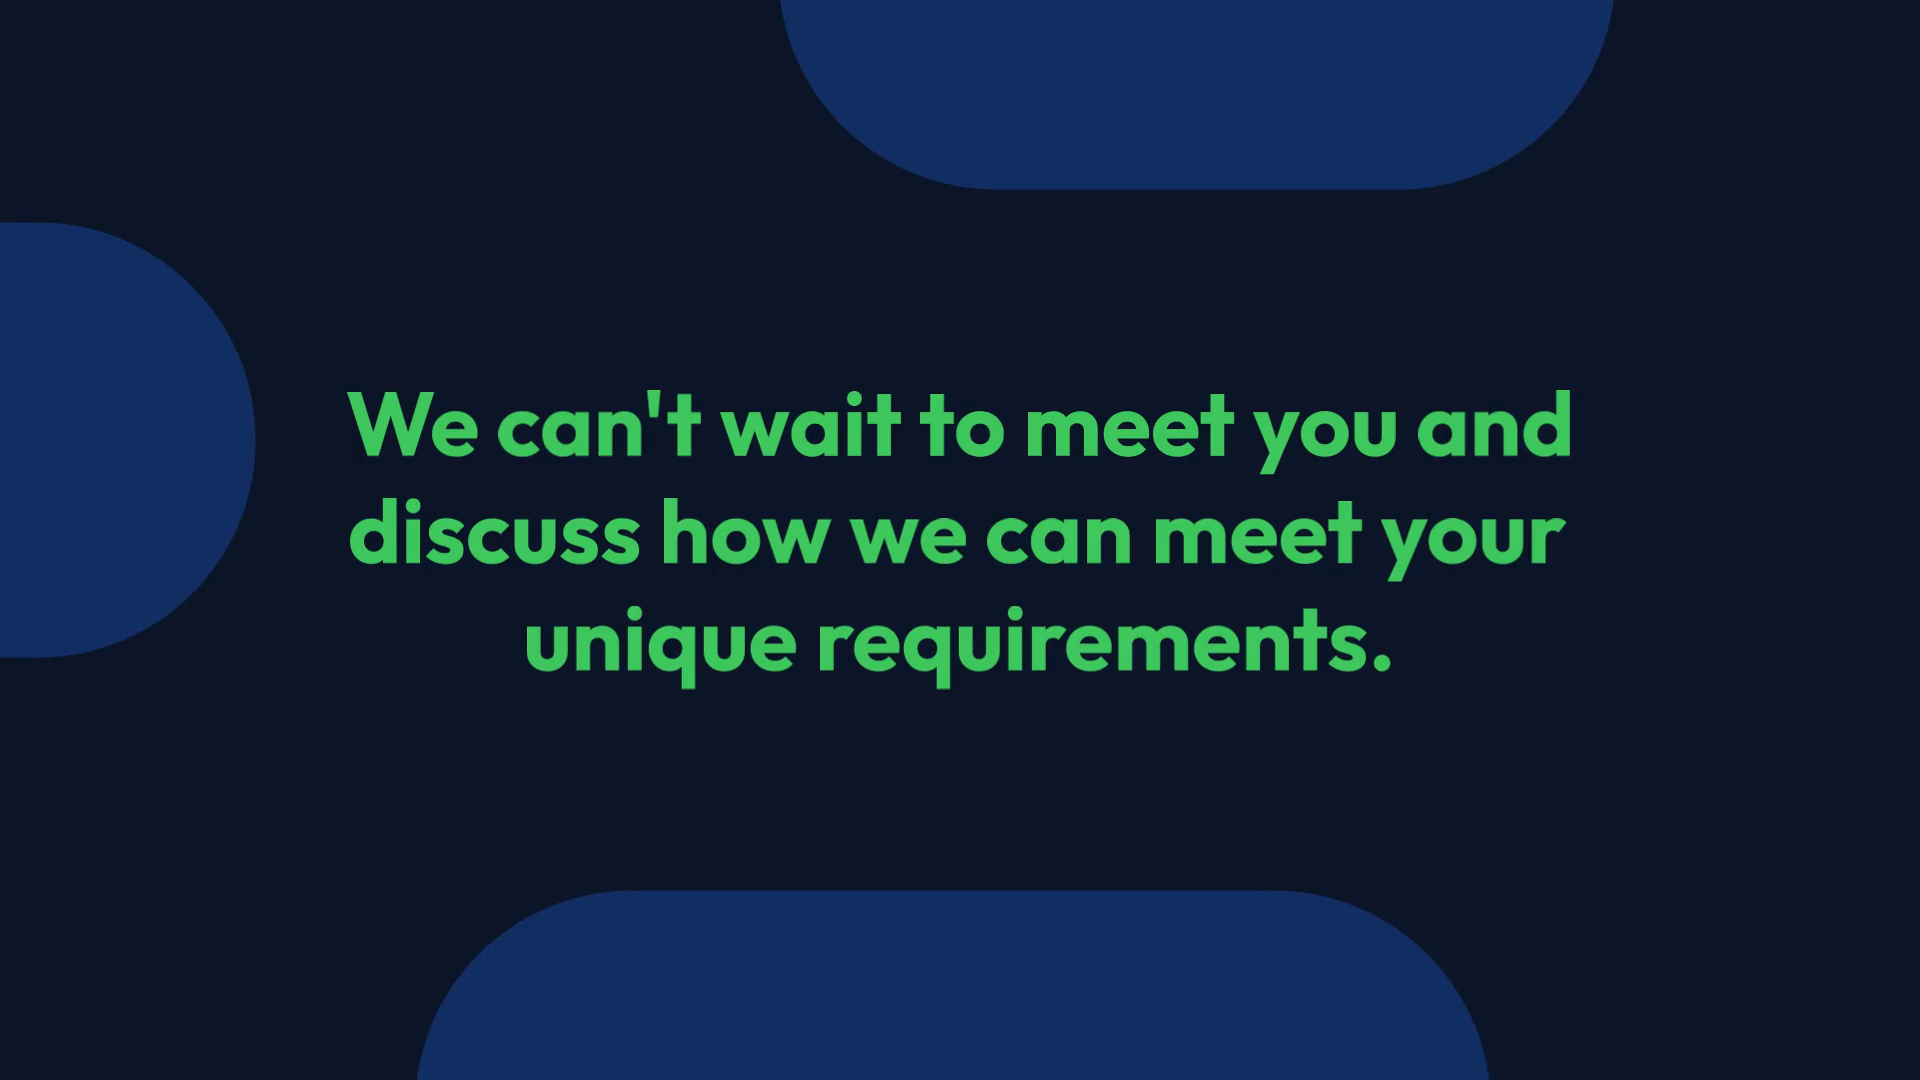 We can't wait to meet you and
discuss how we can meet your
unique requirements.